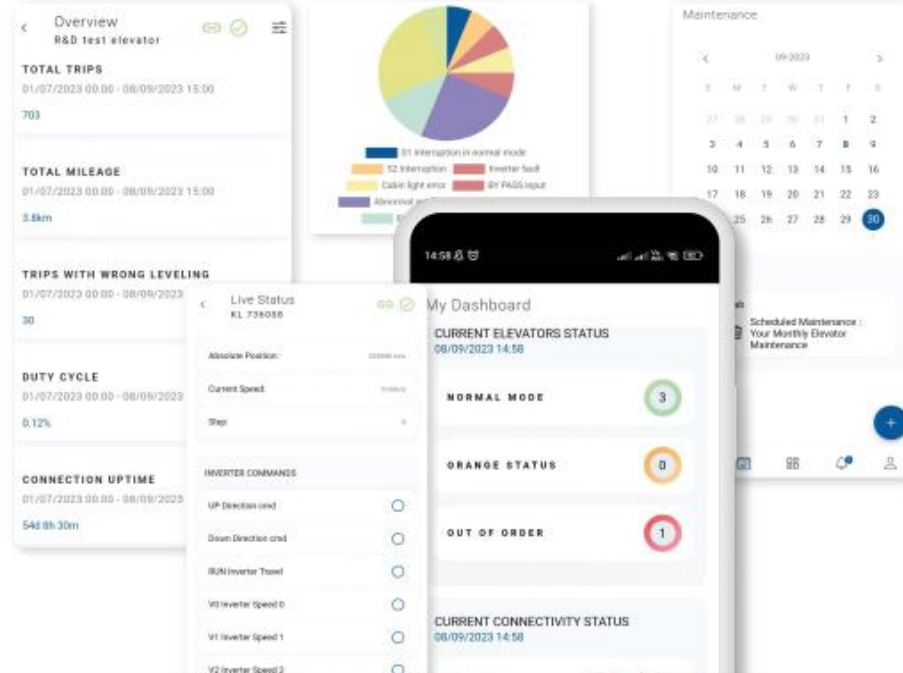 Overview
R&D test elevator
TOTAL TRIPS
01/07/2023 00:00 - 08/09/2023 15:00
703
TOTAL MILEAGE
01/07/2023 00:00 - 08/09/2023 15:00
3.8km
TRIPS WITH WRONG LEVELING
01/07/2023 00:00 - 08/09/2023
30
DUTY CYCLE
01/07/2023 00:00 - 08/09/2023
0.12%
CONNECTION UPTIME
01/07/2023 00:00 - 08/09/2023
54d 8h 30m
S1 Interruption in normal mode
S2 Interruption Inverter fault
Cabin light error BY PASS input
Abnormal
Maintenance
09-2023
S M T W T F S
27 28 29 30 31 1 2
3 4 5 6 7 8 9
10 11 12 13 14 15 16
17 18 19 20 21 22 23
25 26 27 28 29 30
Scheduled Maintenance :
Your Monthly Elevator
Maintenance
+
Live Status
KL 736058
Absolute Position:
Current Speed:
Step:
INVERTER COMMANDS
UP Direction cmd
Down Direction cmd
RUN Inverter Travel
V0 Inverter Speed 0
V1 Inverter Speed 1
V2 Inverter Speed 2
14:58
My Dashboard
CURRENT ELEVATORS STATUS
08/09/2023 14:58
NORMAL MODE 3
ORANGE STATUS 0
OUT OF ORDER 1
CURRENT CONNECTIVITY STATUS
08/09/2023 14:58